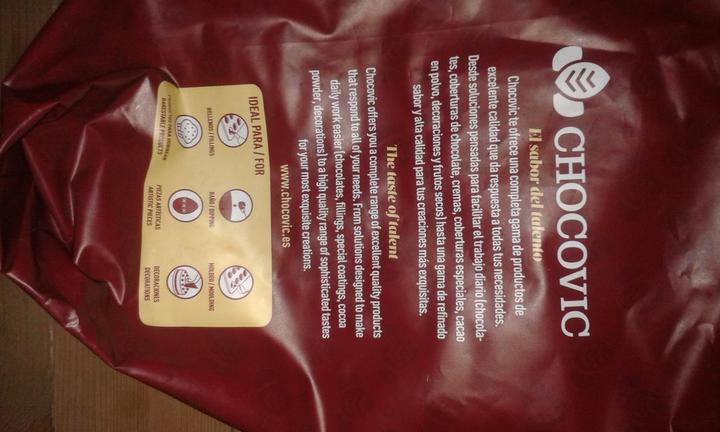 CHOCOVIC
El sabor del talento
Chocovic te ofrece una completa gama de productos de
excelente calidad que da respuesta a todas tus necesidades.
Desde soluciones pensadas para facilitar el trabajo diario (chocola-
tes, coberturas de chocolate, cremas, coberturas especiales, cacao
en polvo, decoraciones y frutos secos) hasta una gama de refinado
sabor y alta calidad para tus creaciones más exquisitas.
The taste of talent
Chocovic offers you a complete range of excellent quality products
that respond to all of your needs. From solutions designed to make
daily work easier (chocolates, fillings, special coatings, cocoa
powder, decorations) to a high quality range of sophisticated tastes
for your most exquisite creations.
www.chocovic.es
IDEAL PARA / FOR
RELLENOS / FILLINGS
BAÑO / DIPPING
MOLDEO / MOULDING
PARA HORNEAR
BAKESTABLE PRODUCTS
PIEZAS ARTÍSTICAS
ARTISTIC PIECES
DECORACIONES
DECORATIONS